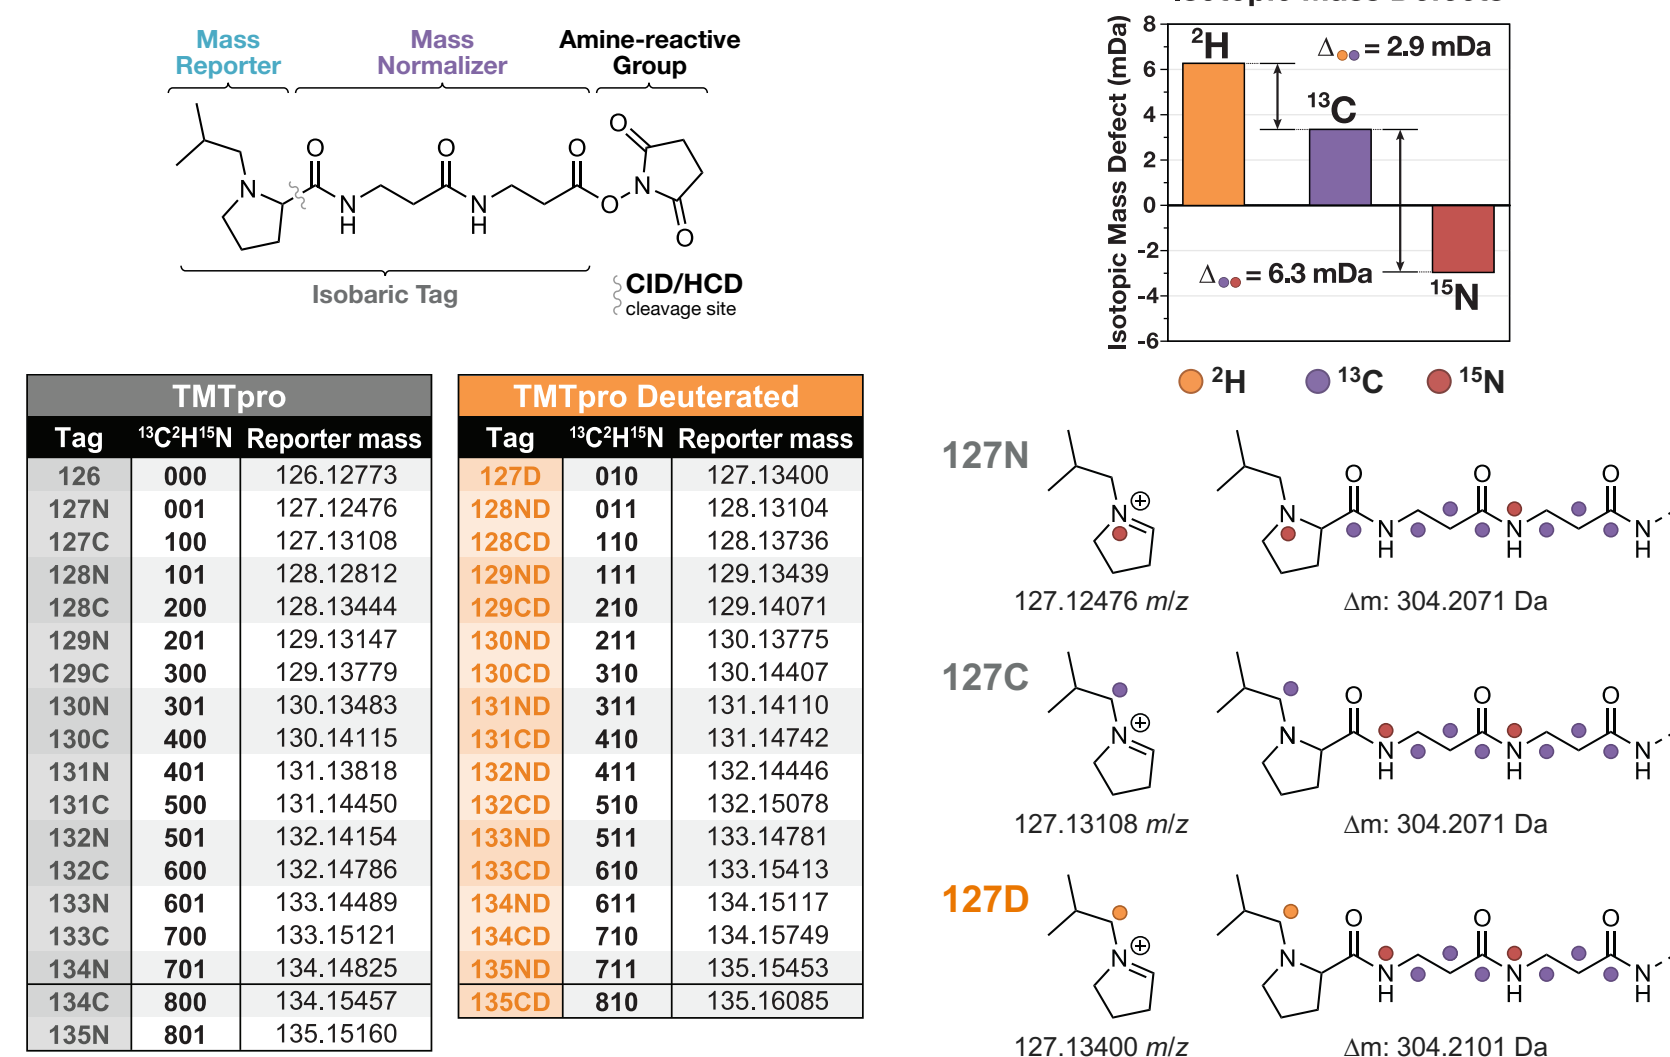 Isotopic Mass Defects
Mass Reporter
Mass Normalizer
Amine-reactive Group
O
O
O
O
N
N
H
N
H
O
N
O
Isobaric Tag
CID/HCD
cleavage site
Isotopic Mass Defect (mDa)
8
6
4
2
0
-2
-4
-6
²H
¹³C
¹⁵N
Δ = 2.9 mDa
Δ = 6.3 mDa
²H ¹³C ¹⁵N
TMTpro
Tag ¹³C²H¹⁵N Reporter mass
126 000 126.12773
127N 001 127.12476
127C 100 127.13108
128N 101 128.12812
128C 200 128.13444
129N 201 129.13147
129C 300 129.13779
130N 301 130.13483
130C 400 130.14115
131N 401 131.13818
131C 500 131.14450
132N 501 132.14154
132C 600 132.14786
133N 601 133.14489
133C 700 133.15121
134N 701 134.14825
134C 800 134.15457
135N 801 135.15160
TMTpro Deuterated
Tag ¹³C²H¹⁵N Reporter mass
127D 010 127.13400
128ND 011 128.13104
128CD 110 128.13736
129ND 111 129.13439
129CD 210 129.14071
130ND 211 130.13775
130CD 310 130.14407
131ND 311 131.14110
131CD 410 131.14742
132ND 411 132.14446
132CD 510 132.15078
133ND 511 133.14781
133CD 610 133.15413
134ND 611 134.15117
134CD 710 134.15749
135ND 711 135.15453
135CD 810 135.16085
127N
N
+
O
O
O
N
N
H
N
H
N
H
127.12476 m/z
Δm: 304.2071 Da
127C
N
+
O
O
O
N
N
H
N
H
N
H
127.13108 m/z
Δm: 304.2071 Da
127D
N
+
O
O
O
N
N
H
N
H
N
H
127.13400 m/z
Δm: 304.2101 Da